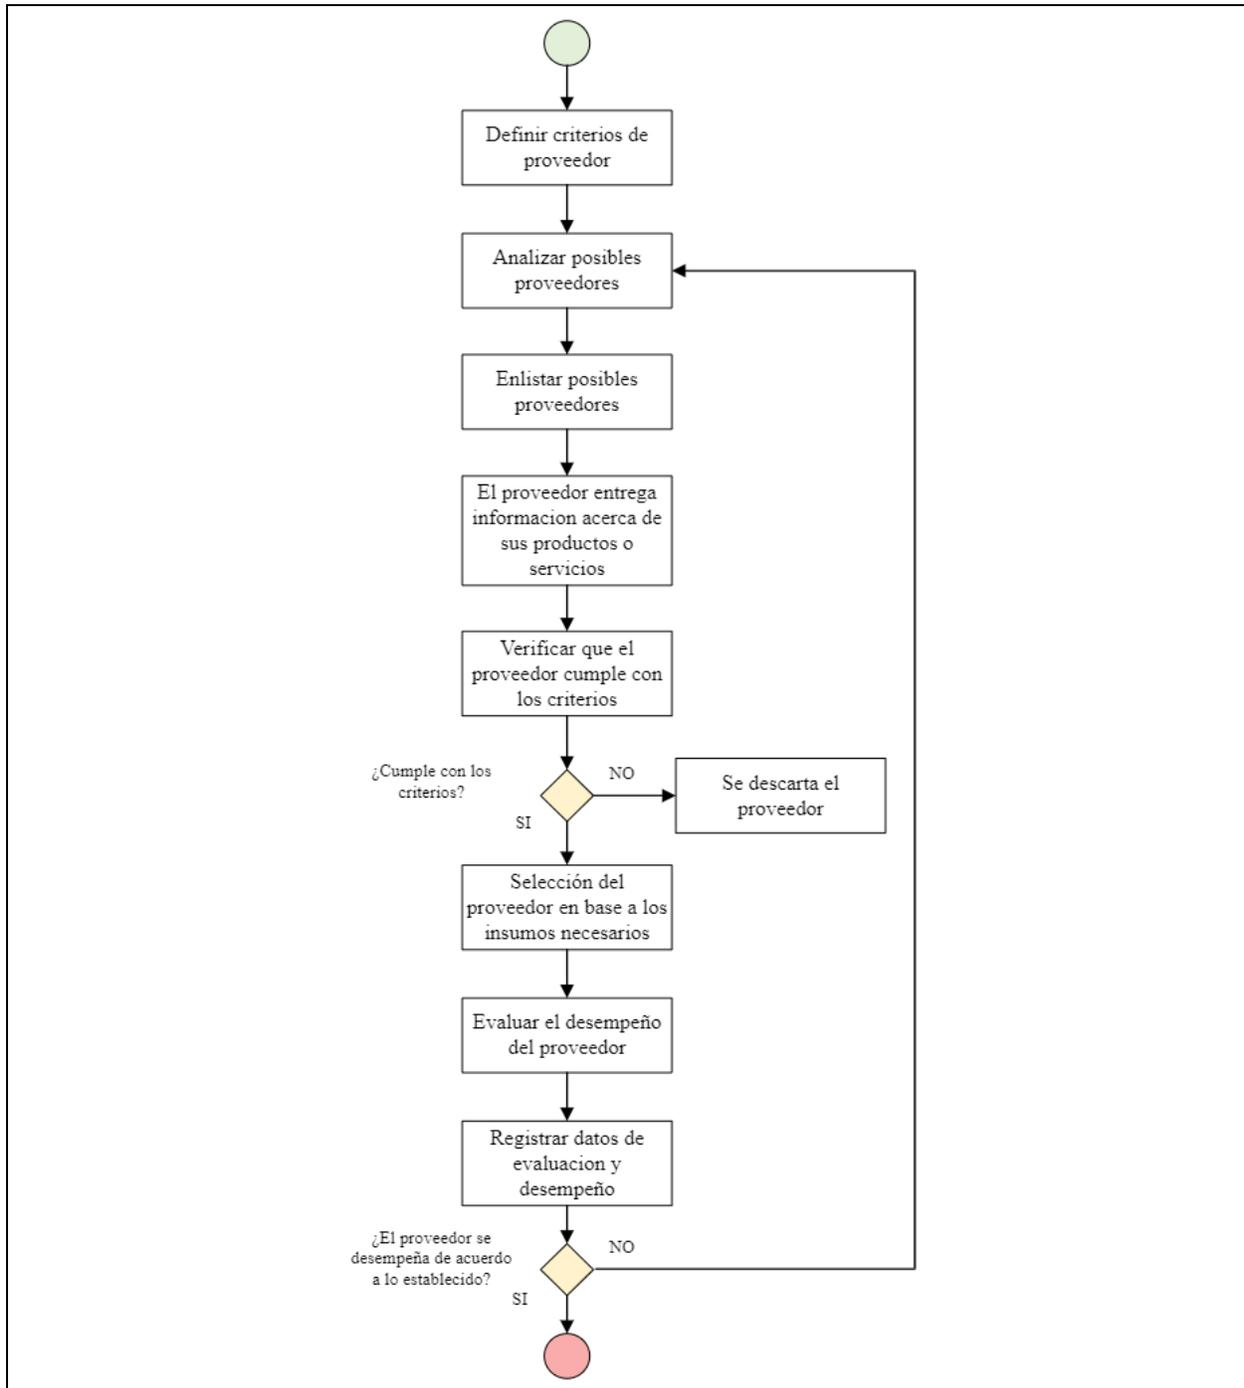 Definir criterios de
proveedor
Analizar posibles
proveedores
Enlistar posibles
proveedores
El proveedor entrega
informacion acerca de
sus productos o
servicios
Verificar que el
proveedor cumple con
los criterios
¿Cumple con los
criterios?
NO
SI
Se descarta el
proveedor
Selección del
proveedor en base a los
insumos necesarios
Evaluar el desempeño
del proveedor
Registrar datos de
evaluacion y
desempeño
¿El proveedor se
desempeña de acuerdo
a lo establecido?
NO
SI